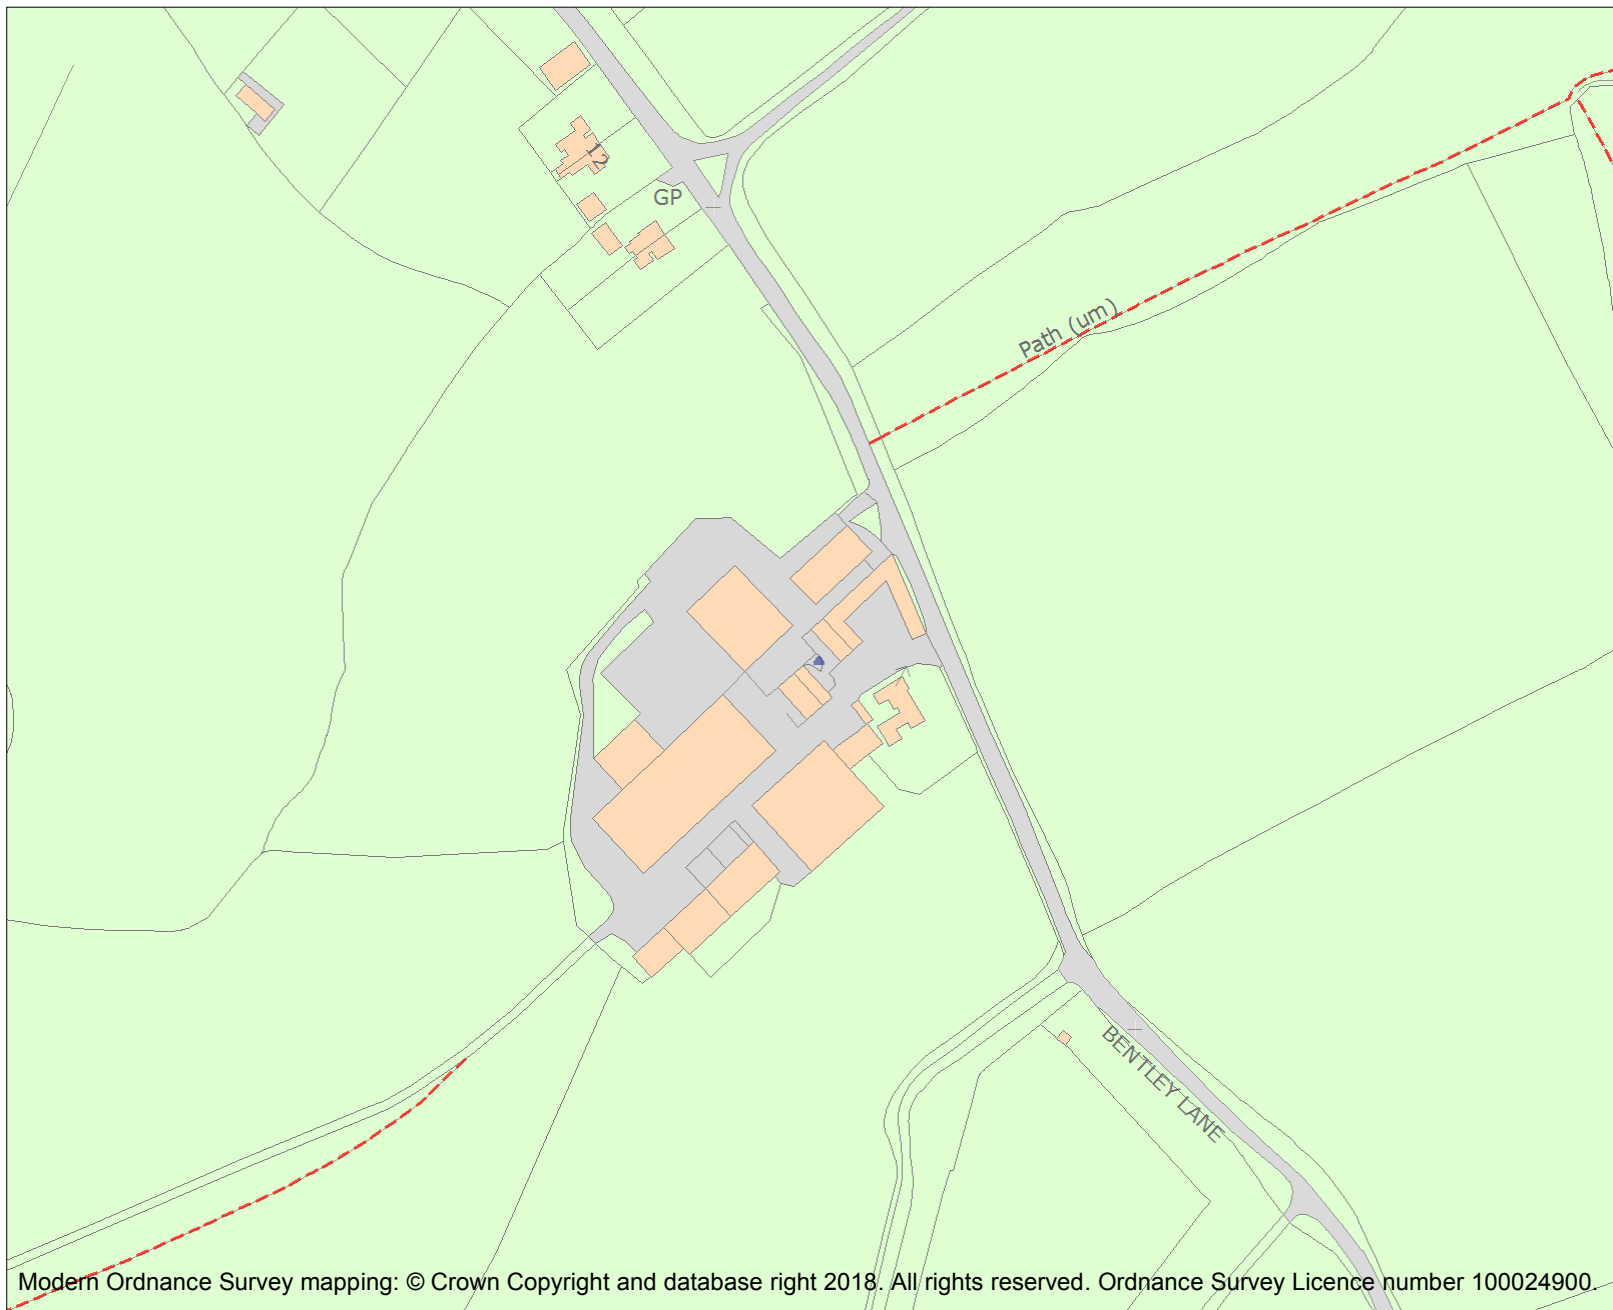 12
GP
Path (um)
BENTLEY LANE
Modern Ordnance Survey mapping: © Crown Copyright and database right 2018. All rights reserved. Ordnance Survey Licence number 100024900.